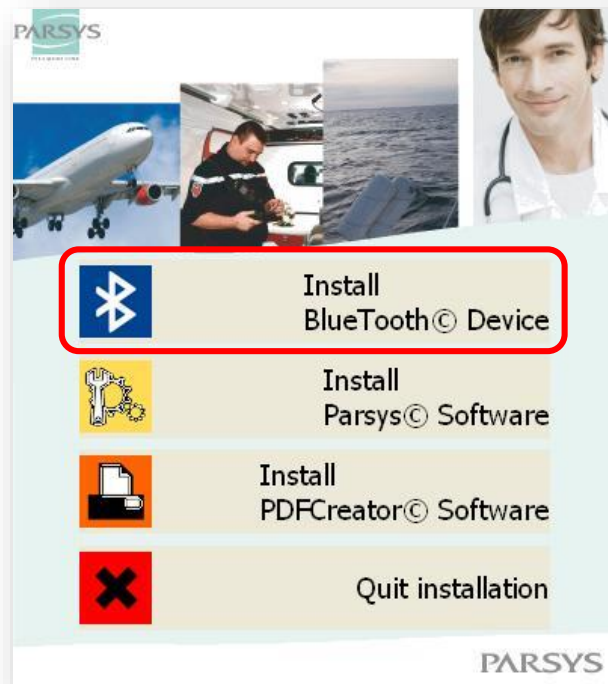 PARSYS
Install
BlueTooth© Device
Install
Parsys© Software
Install
PDFCreator© Software
Quit installation
PARSYS